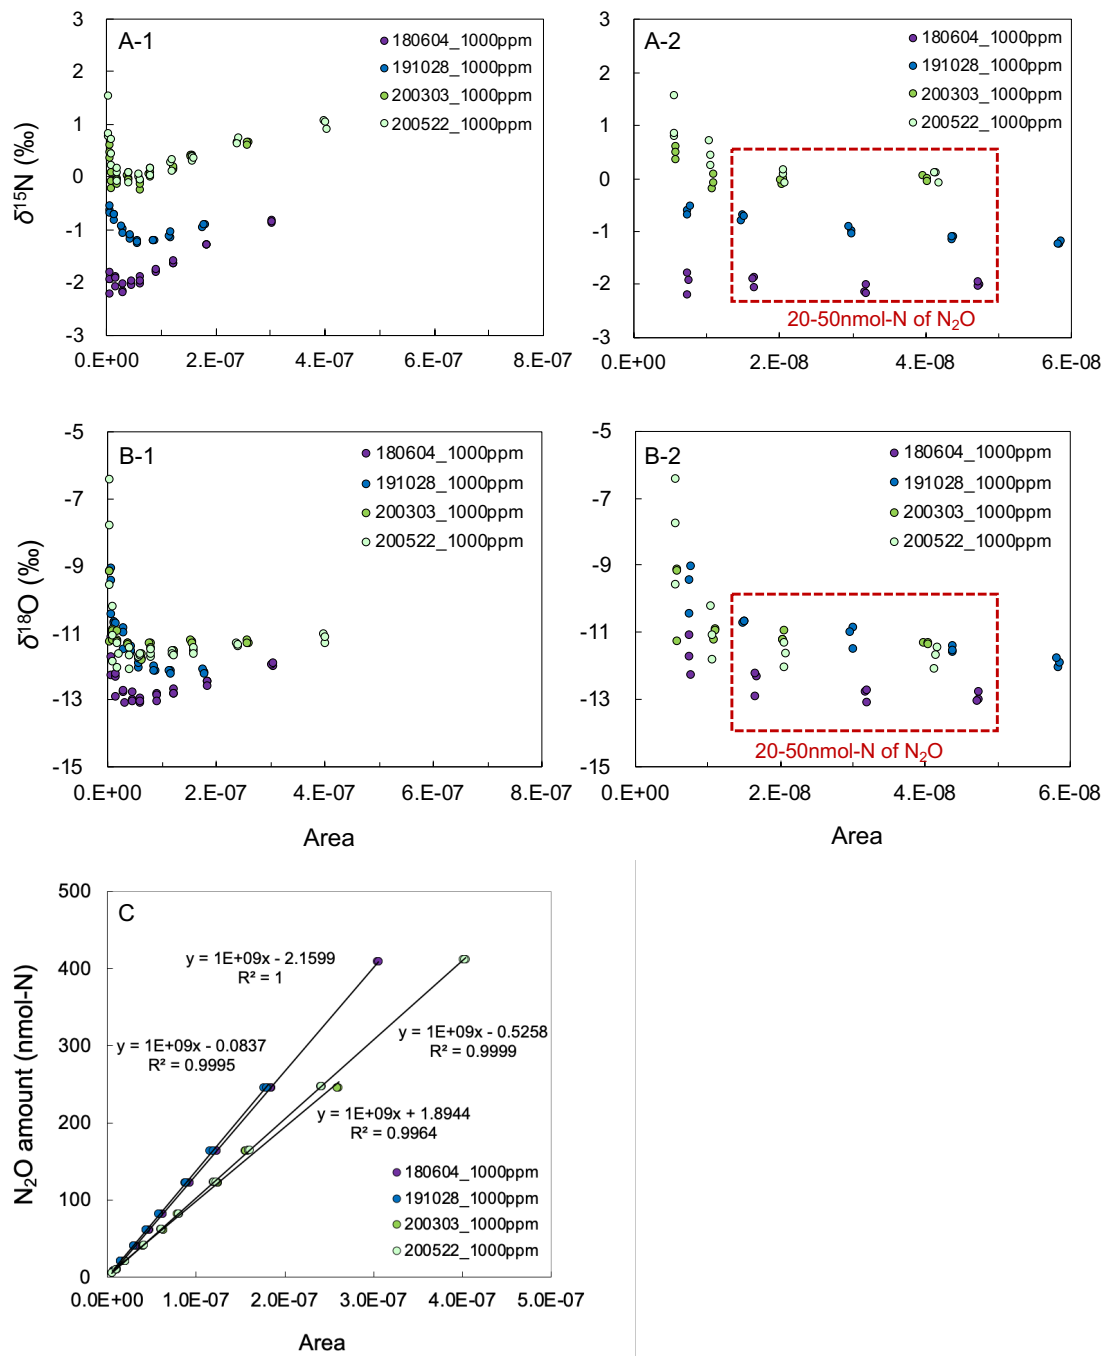 A-1
180604_1000ppm
191028_1000ppm
200303_1000ppm
200522_1000ppm
3
2
1
0
-1
-2
-3
δ¹⁵N (‰)
0.E+00 2.E-07 4.E-07 6.E-07 8.E-07
A-2
180604_1000ppm
191028_1000ppm
200303_1000ppm
200522_1000ppm
3
2
1
0
-1
-2
-3
20-50nmol-N of N₂O
0.E+00 2.E-08 4.E-08 6.E-08
B-1
180604_1000ppm
191028_1000ppm
200303_1000ppm
200522_1000ppm
-5
-7
-9
-11
-13
-15
δ¹⁸O (‰)
0.E+00 2.E-07 4.E-07 6.E-07 8.E-07
Area
B-2
180604_1000ppm
191028_1000ppm
200303_1000ppm
200522_1000ppm
-5
-7
-9
-11
-13
-15
20-50nmol-N of N₂O
0.E+00 2.E-08 4.E-08 6.E-08
Area
C
500
400
300
200
100
0
N₂O amount (nmol-N)
y = 1E+09x - 2.1599
R² = 1
y = 1E+09x - 0.5258
R² = 0.9999
y = 1E+09x - 0.0837
R² = 0.9995
y = 1E+09x + 1.8944
R² = 0.9964
180604_1000ppm
191028_1000ppm
200303_1000ppm
200522_1000ppm
0.0E+00 1.0E-07 2.0E-07 3.0E-07 4.0E-07 5.0E-07
Area